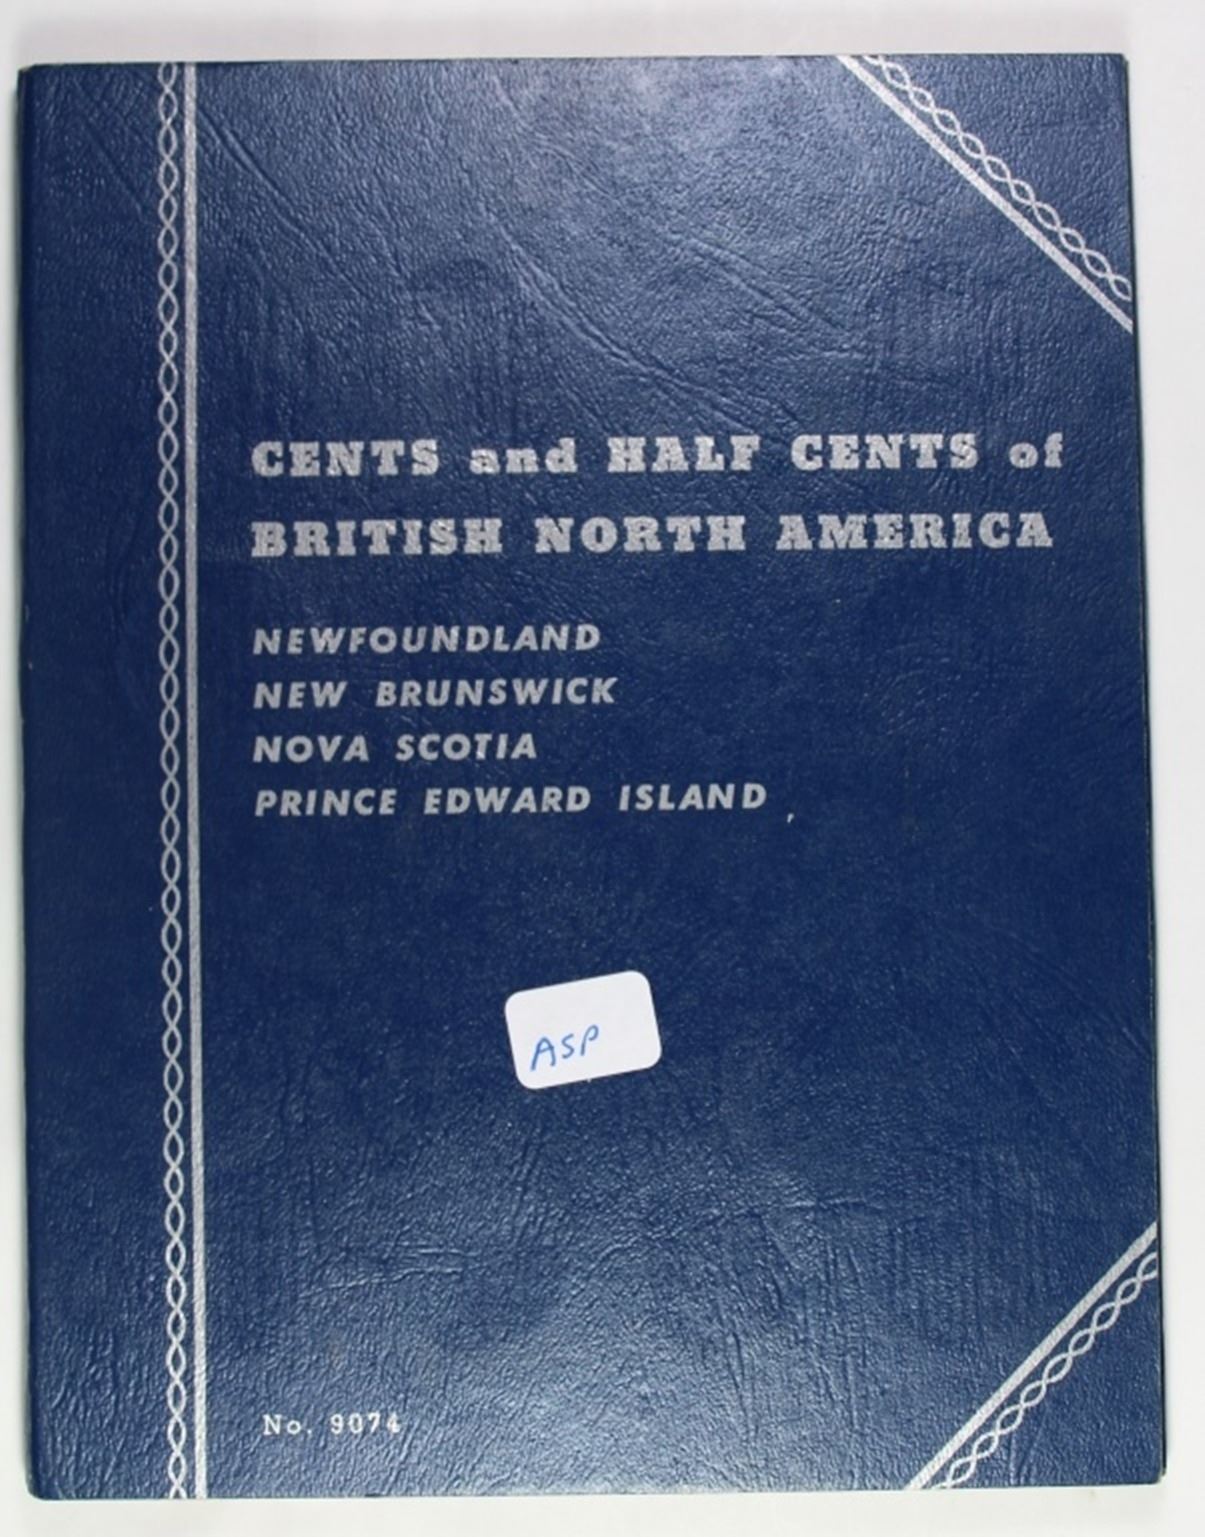 CENTS and HALF CENTS of
BRITISH NORTH AMERICA
NEWFOUNDLAND
NEW BRUNSWICK
NOVA SCOTIA
PRINCE EDWARD ISLAND
ASP
No. 9074